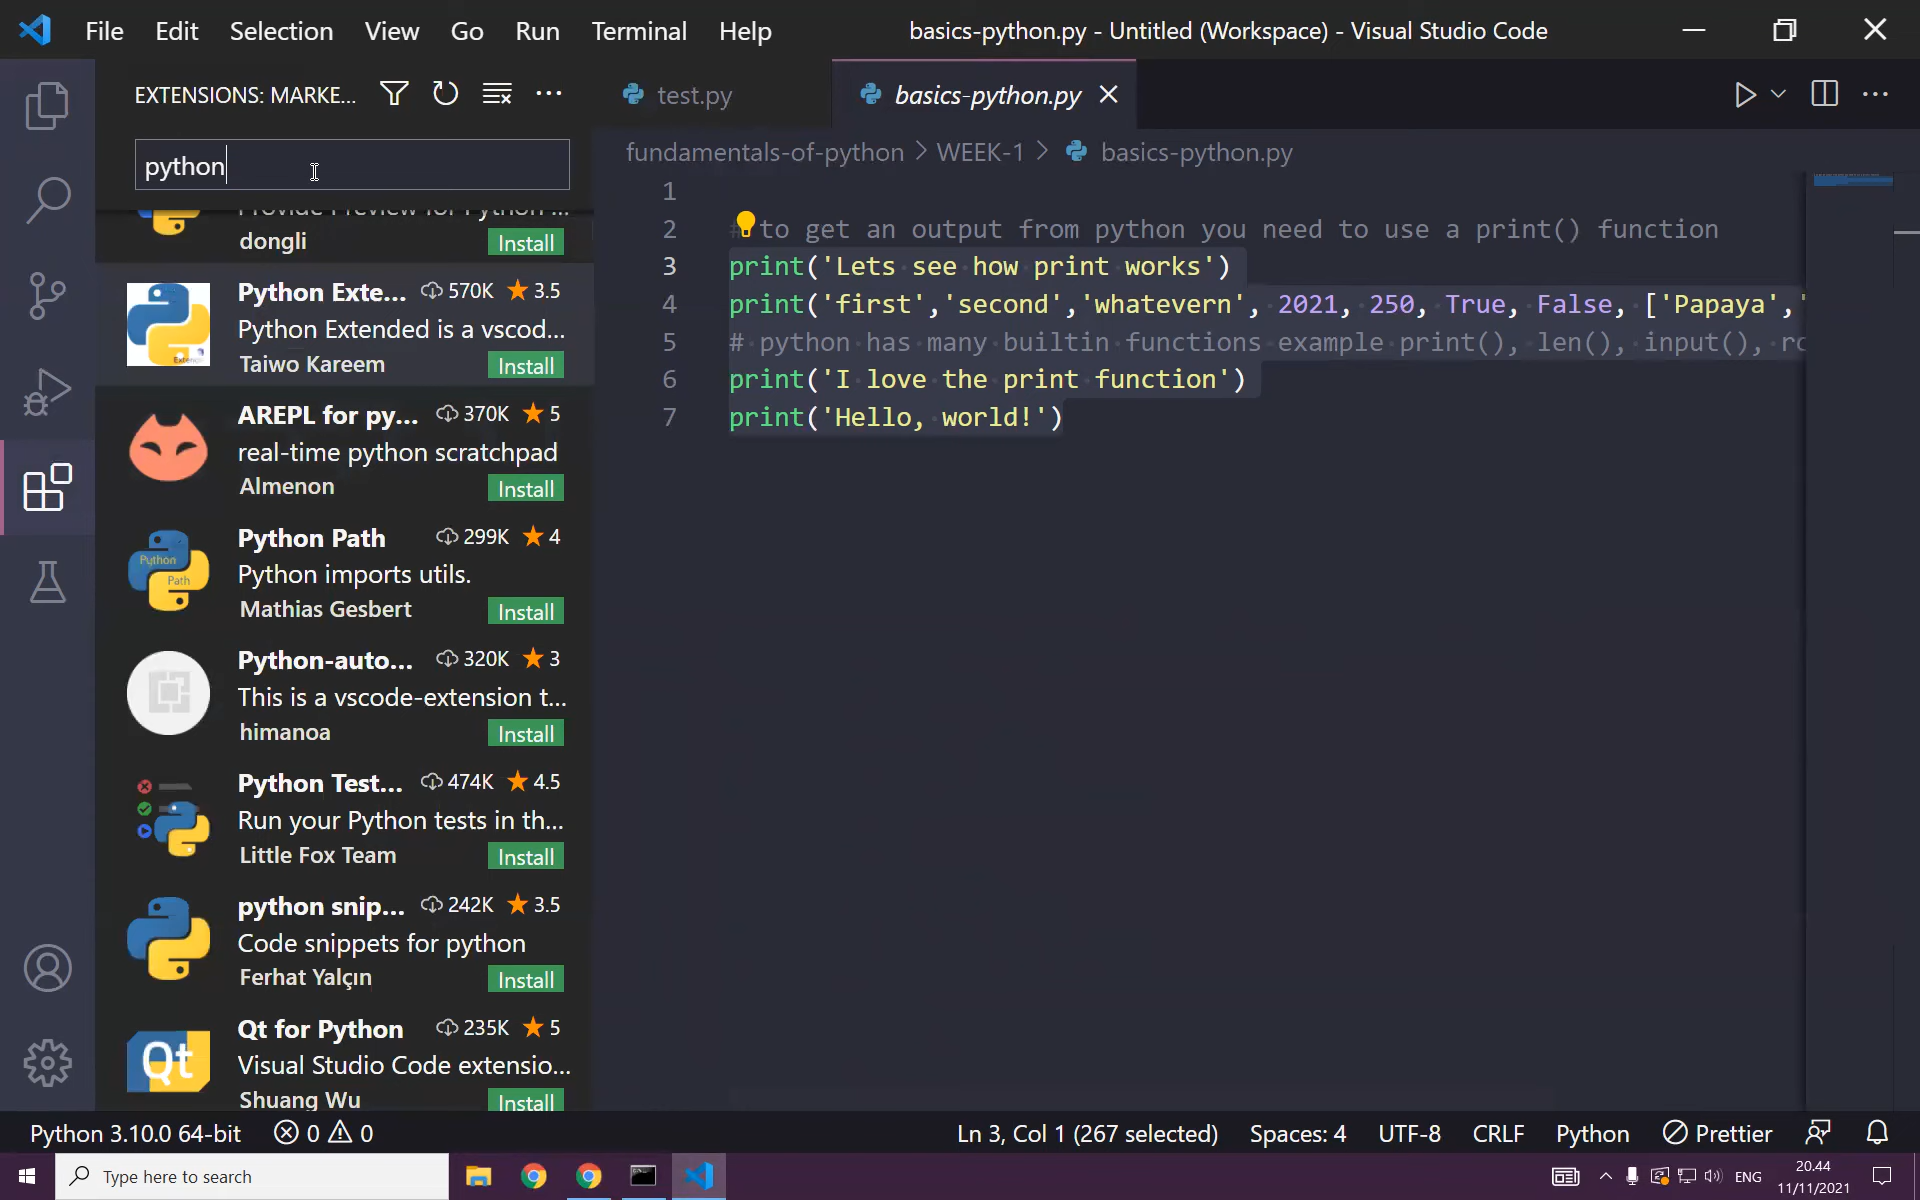 File Edit Selection View Go Run Terminal Help
basics-python.py - Untitled (Workspace) - Visual Studio Code
EXTENSIONS: MARKE...
python
dongli
Install
Python Exte... 570K 3.5
Python Extended is a vscod...
Taiwo Kareem
Install
AREPL for py... 370K 5
real-time python scratchpad
Almenon
Install
Python Path 299K 4
Python imports utils.
Mathias Gesbert
Install
Python-auto... 320K 3
This is a vscode-extension t...
himanoa
Install
Python Test... 474K 4.5
Run your Python tests in th...
Little Fox Team
Install
python snip... 242K 3.5
Code snippets for python
Ferhat Yalçın
Install
Qt for Python 235K 5
Visual Studio Code extensio...
Shuang Wu
Install
test.py
basics-python.py
fundamentals-of-python > WEEK-1 > basics-python.py
1
2 # to get an output from python you need to use a print() function
3 print('Lets see how print works')
4 print('first','second','whatevern', 2021, 250, True, False, ['Papaya','
5 # python has many builtin functions example print(), len(), input(), ro
6 print('I love the print function')
7 print('Hello, world!')
Python 3.10.0 64-bit 0 0
Ln 3, Col 1 (267 selected) Spaces: 4 UTF-8 CRLF Python Prettier
Type here to search
ENG
20.44
11/11/2021